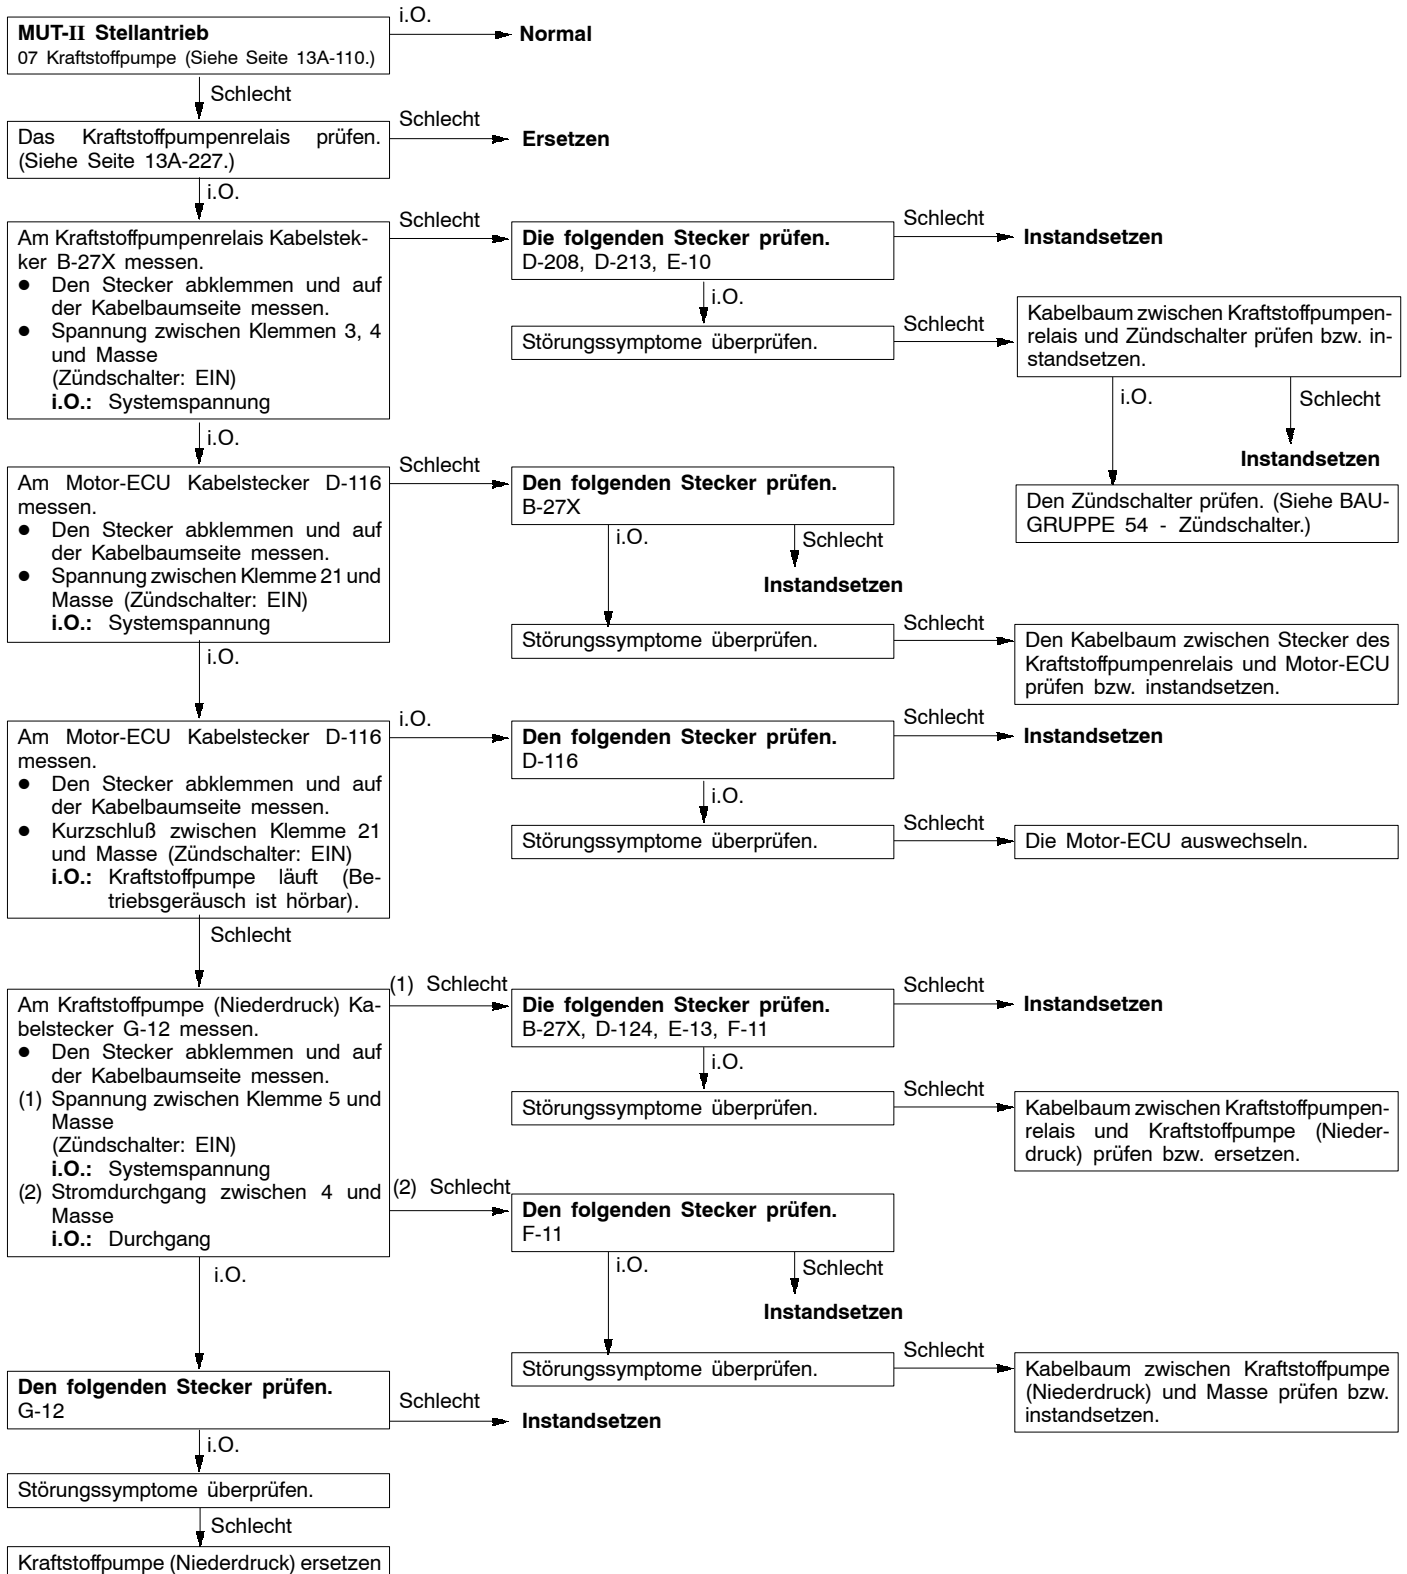 MUT-II Stellantrieb
07 Kraftstoffpumpe (Siehe Seite 13A-110.)
i.O.
Normal
Schlecht
Das Kraftstoffpumpenrelais prüfen.
(Siehe Seite 13A-227.)
Schlecht
Ersetzen
i.O.
Am Kraftstoffpumpenrelais Kabelstek-
ker B-27X messen.
● Den Stecker abklemmen und auf
der Kabelbaumseite messen.
● Spannung zwischen Klemmen 3, 4
und Masse
(Zündschalter: EIN)
i.O.: Systemspannung
Schlecht
Die folgenden Stecker prüfen.
D-208, D-213, E-10
Schlecht
Instandsetzen
i.O.
Störungssymptome überprüfen.
Schlecht
Kabelbaum zwischen Kraftstoffpumpen-
relais und Zündschalter prüfen bzw. in-
standsetzen.
i.O.
Schlecht
Instandsetzen
Den Zündschalter prüfen. (Siehe BAU-
GRUPPE 54 - Zündschalter.)
i.O.
Am Motor-ECU Kabelstecker D-116
messen.
● Den Stecker abklemmen und auf
der Kabelbaumseite messen.
● Spannung zwischen Klemme 21 und
Masse (Zündschalter: EIN)
i.O.: Systemspannung
Schlecht
Den folgenden Stecker prüfen.
B-27X
i.O.
Schlecht
Instandsetzen
Störungssymptome überprüfen.
Schlecht
Den Kabelbaum zwischen Stecker des
Kraftstoffpumpenrelais und Motor-ECU
prüfen bzw. instandsetzen.
i.O.
Am Motor-ECU Kabelstecker D-116
messen.
● Den Stecker abklemmen und auf
der Kabelbaumseite messen.
● Kurzschluß zwischen Klemme 21
und Masse (Zündschalter: EIN)
i.O.: Kraftstoffpumpe läuft (Be-
triebsgeräusch ist hörbar).
i.O.
Den folgenden Stecker prüfen.
D-116
Schlecht
Instandsetzen
i.O.
Störungssymptome überprüfen.
Schlecht
Die Motor-ECU auswechseln.
Schlecht
Am Kraftstoffpumpe (Niederdruck) Ka-
belstecker G-12 messen.
● Den Stecker abklemmen und auf
der Kabelbaumseite messen.
(1) Spannung zwischen Klemme 5 und
Masse
(Zündschalter: EIN)
i.O.: Systemspannung
(2) Stromdurchgang zwischen 4 und
Masse
i.O.: Durchgang
(1) Schlecht
Die folgenden Stecker prüfen.
B-27X, D-124, E-13, F-11
Schlecht
Instandsetzen
i.O.
Störungssymptome überprüfen.
Schlecht
Kabelbaum zwischen Kraftstoffpumpen-
relais und Kraftstoffpumpe (Nieder-
druck) prüfen bzw. ersetzen.
(2) Schlecht
Den folgenden Stecker prüfen.
F-11
i.O.
Schlecht
Instandsetzen
Störungssymptome überprüfen.
Schlecht
Kabelbaum zwischen Kraftstoffpumpe
(Niederdruck) und Masse prüfen bzw.
instandsetzen.
i.O.
Den folgenden Stecker prüfen.
G-12
Schlecht
Instandsetzen
i.O.
Störungssymptome überprüfen.
Schlecht
Kraftstoffpumpe (Niederdruck) ersetzen